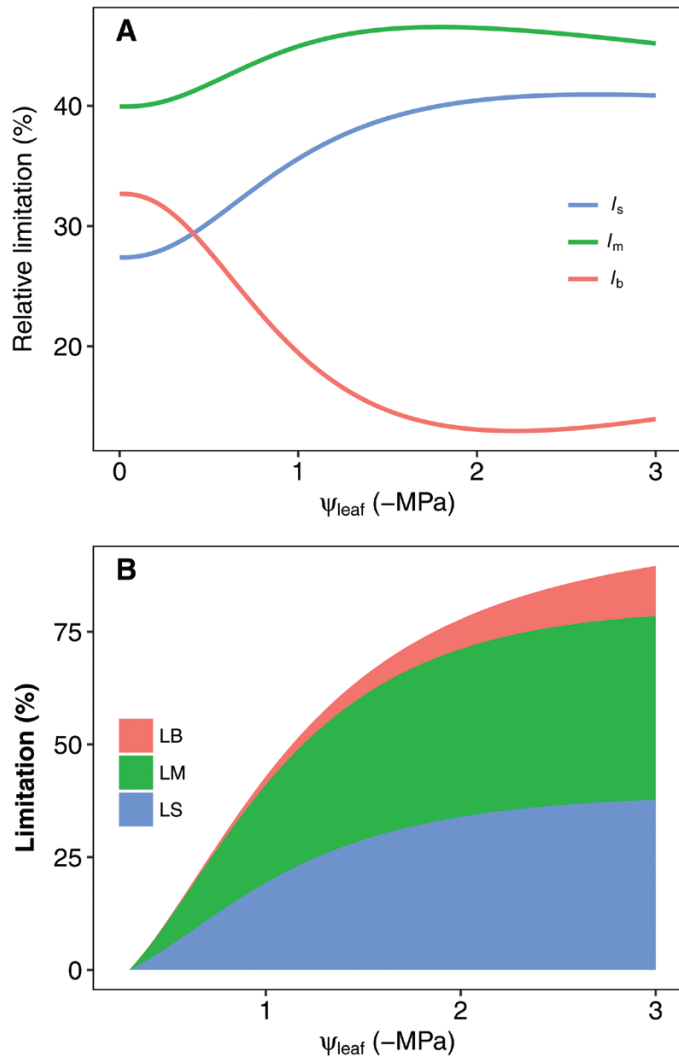 A
Relative limitation (%)
40
30
20
ls
lm
lb
0
1
2
3
ψleaf (−MPa)
B
Limitation (%)
75
50
25
0
LB
LM
LS
1
2
3
ψleaf (−MPa)